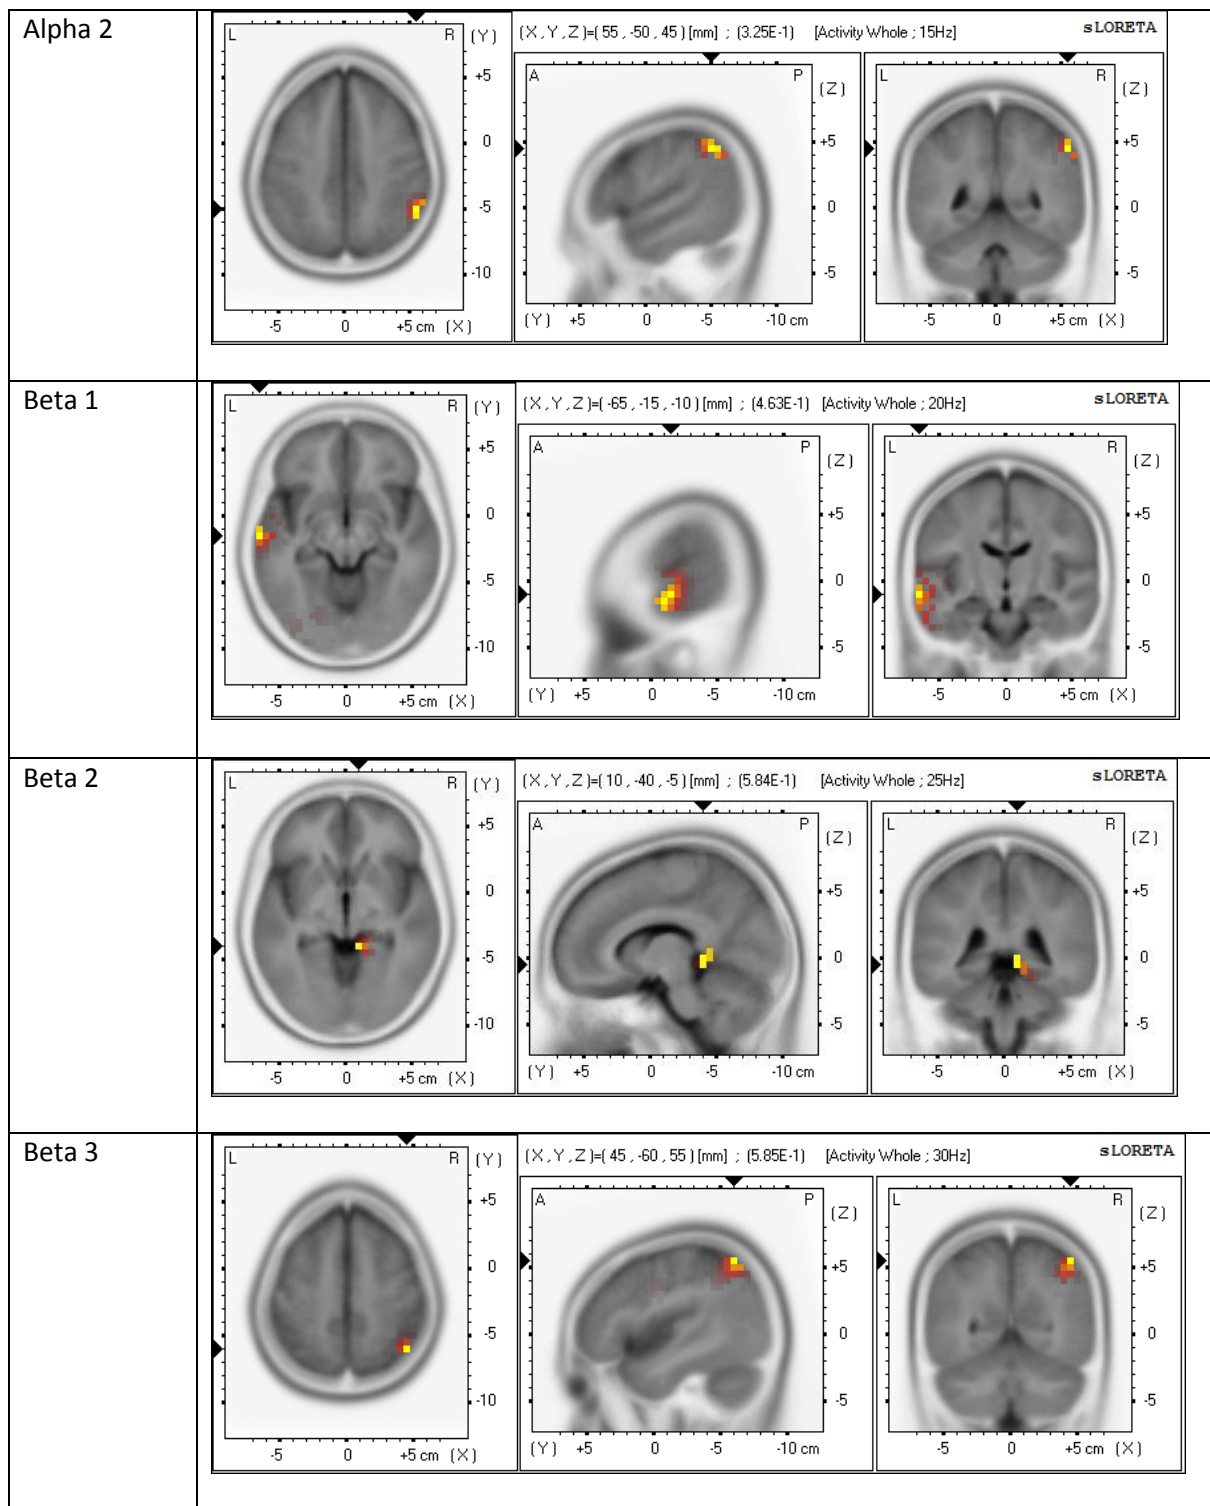 Alpha 2
L R (Y)
(X, Y, Z)=( 55 , -50 , 45 ) [mm] ; (3.25E-1) [Activity Whole ; 15Hz] sLORETA
A P (Z)
L R (Z)
+5
0
-5
-10
-5 0 +5 cm (X)
+5
0
-5
(Y) +5 0 -5 -10 cm
+5
0
-5
-5 0 +5 cm (X)
Beta 1
L R (Y)
(X, Y, Z)=( -65 , -15 , -10 ) [mm] ; (4.63E-1) [Activity Whole ; 20Hz] sLORETA
A P (Z)
L R (Z)
+5
0
-5
-10
-5 0 +5 cm (X)
+5
0
-5
(Y) +5 0 -5 -10 cm
+5
0
-5
-5 0 +5 cm (X)
Beta 2
L R (Y)
(X, Y, Z)=( 10 , -40 , -5 ) [mm] ; (5.84E-1) [Activity Whole ; 25Hz] sLORETA
A P (Z)
L R (Z)
+5
0
-5
-10
-5 0 +5 cm (X)
+5
0
-5
(Y) +5 0 -5 -10 cm
+5
0
-5
-5 0 +5 cm (X)
Beta 3
L R (Y)
(X, Y, Z)=( 45 , -60 , 55 ) [mm] ; (5.85E-1) [Activity Whole ; 30Hz] sLORETA
A P (Z)
L R (Z)
+5
0
-5
-10
-5 0 +5 cm (X)
+5
0
-5
(Y) +5 0 -5 -10 cm
+5
0
-5
-5 0 +5 cm (X)